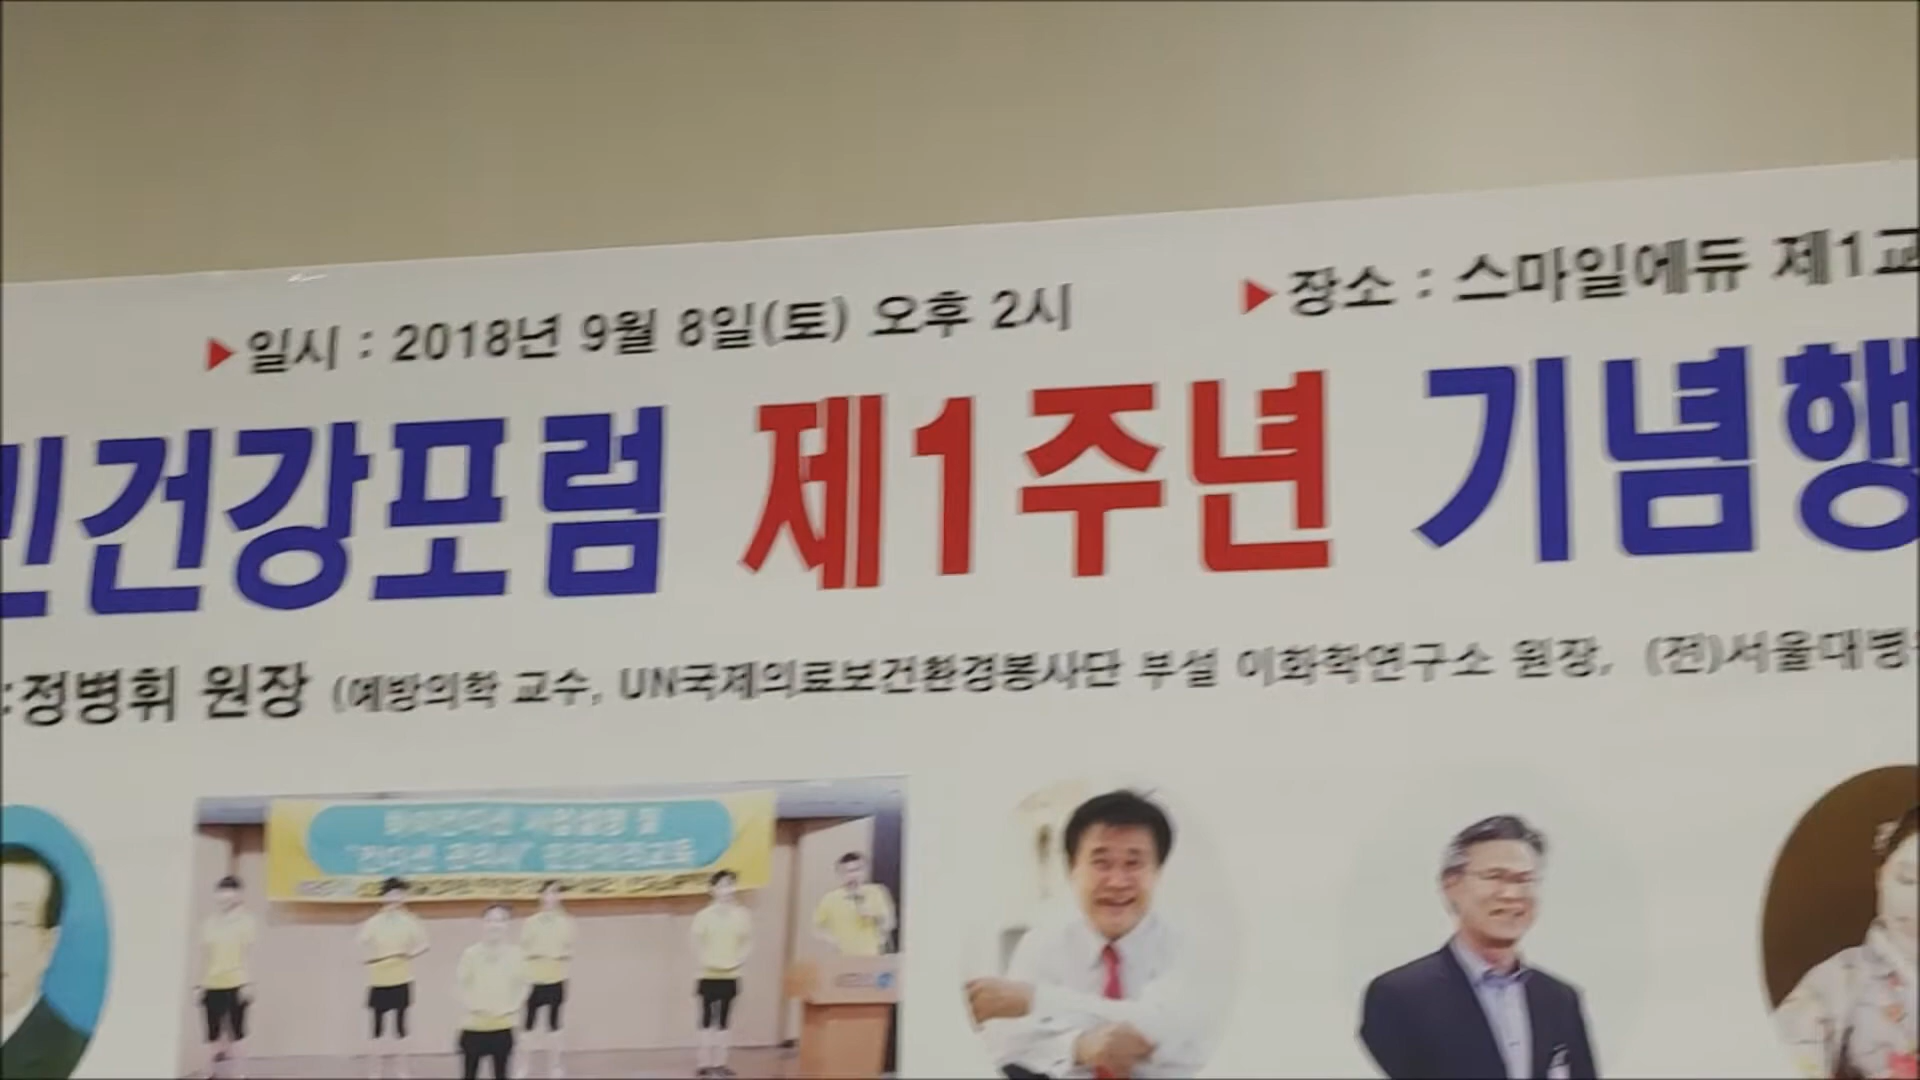 ▶일시 : 2018년 9월 8일(토) 오후 2시 ▶장소 : 스마일에듀 제1교
민건강포럼 제1주년 기념행
:정병휘 원장 (예방의학 교수, UN국제의료보건환경봉사단 부설 이화학연구소 원장, (전)서울대병